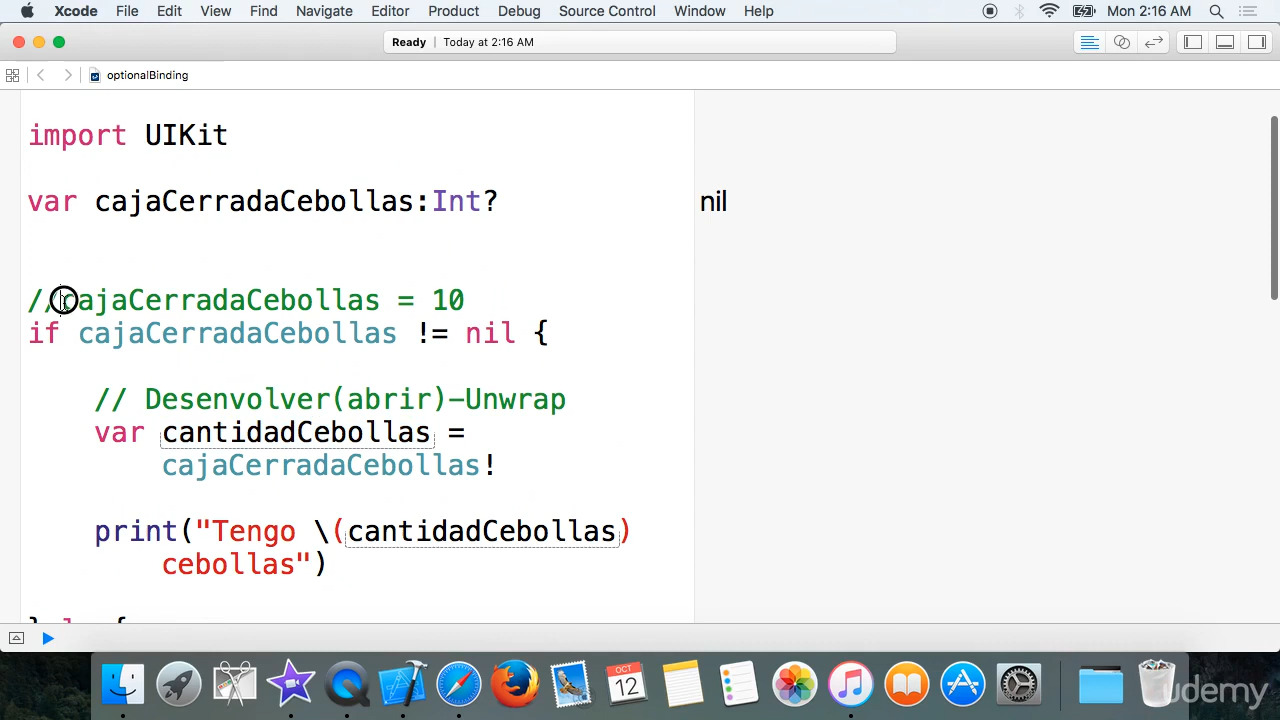 Xcode File Edit View Find Navigate Editor Product Debug Source Control Window Help Mon 2:16 AM
Ready | Today at 2:16 AM
optionalBinding
import UIKit
var cajaCerradaCebollas:Int? nil
//cajaCerradaCebollas = 10
if cajaCerradaCebollas != nil {
// Desenvolver(abrir)-Unwrap
var cantidadCebollas =
cajaCerradaCebollas!
print("Tengo \(cantidadCebollas)
cebollas")
OCT
12
udemy